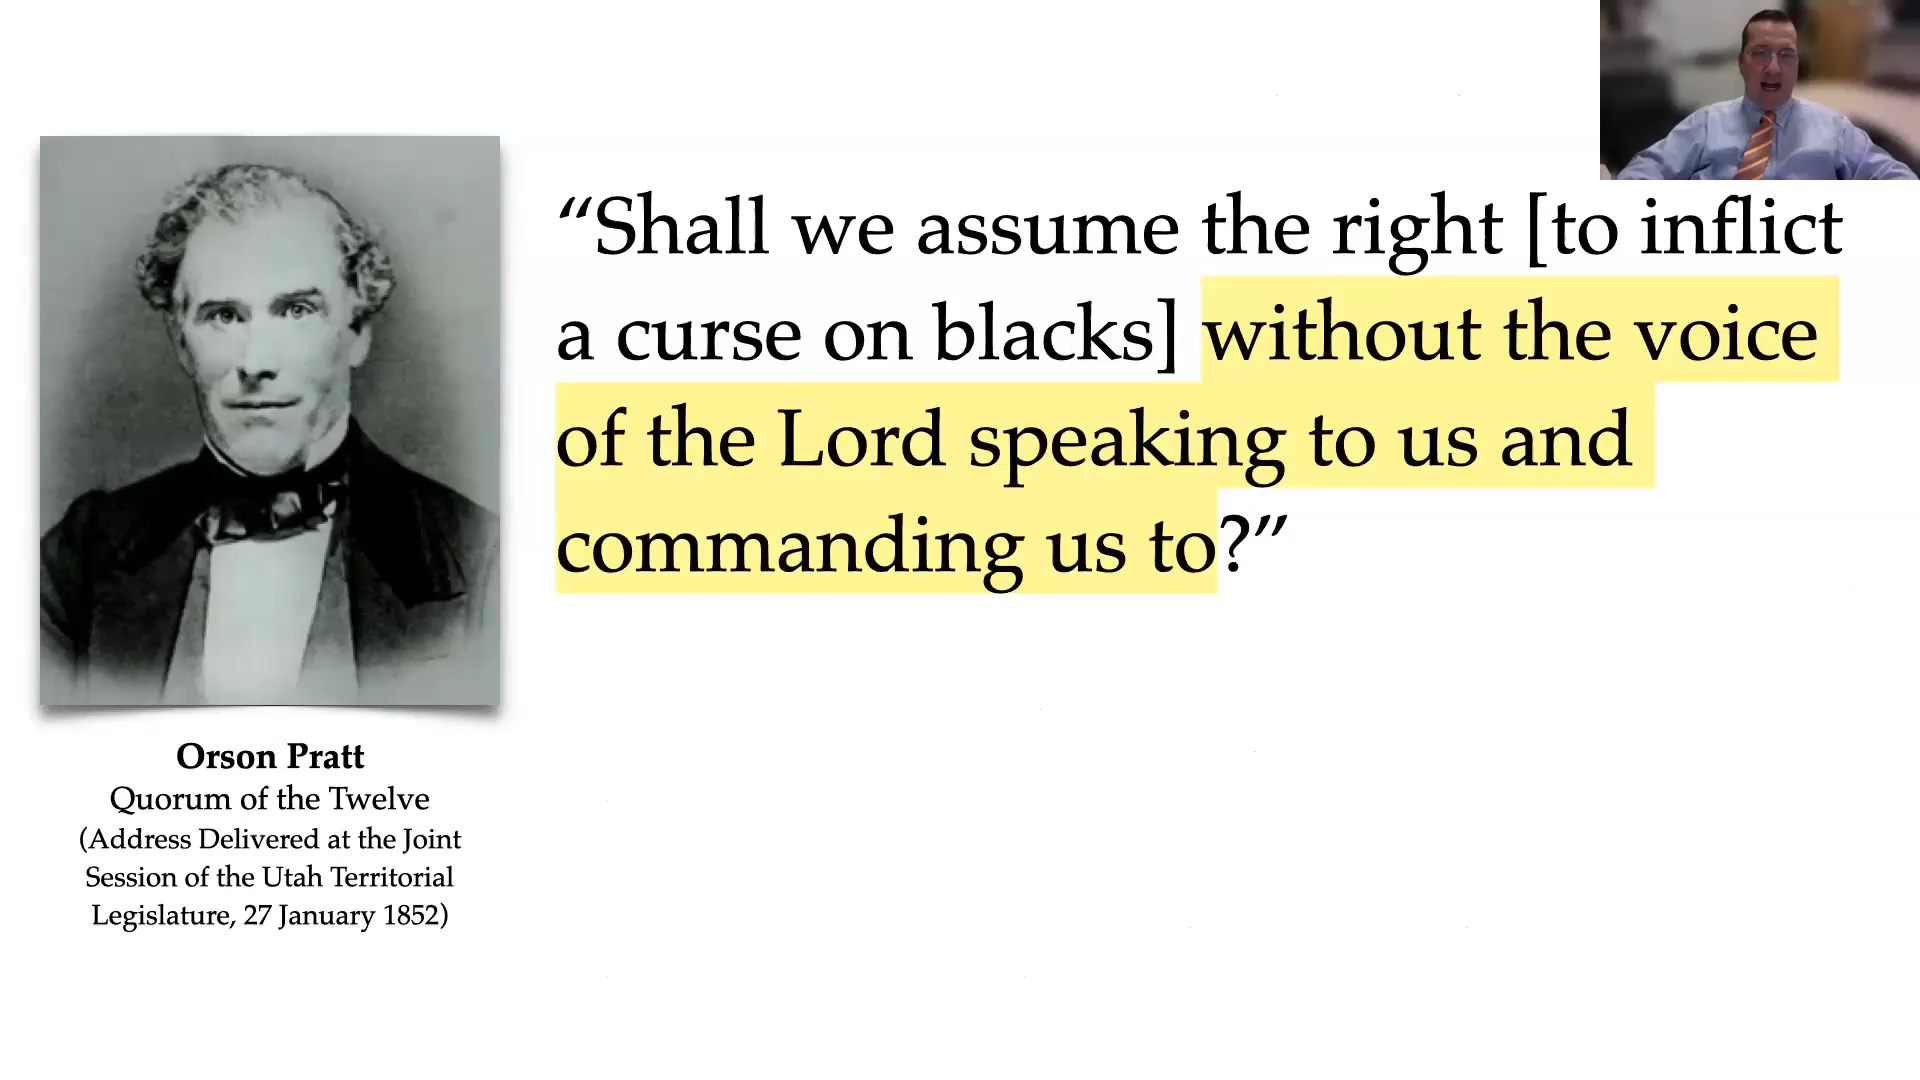 “Shall we assume the right [to inflict
a curse on blacks] without the voice
of the Lord speaking to us and
commanding us to?”
Orson Pratt
Quorum of the Twelve
(Address Delivered at the Joint
Session of the Utah Territorial
Legislature, 27 January 1852)